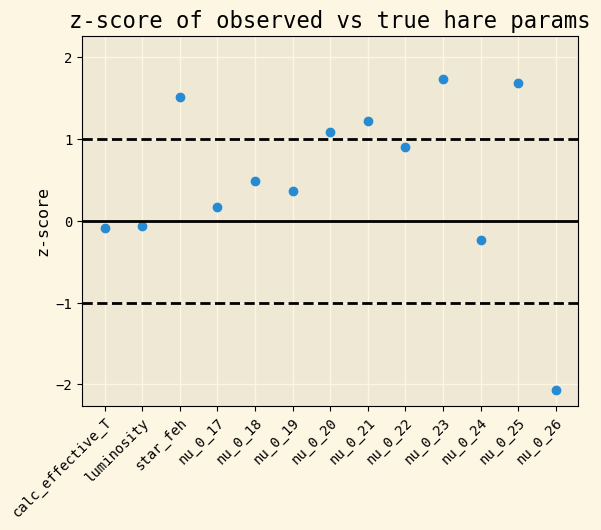 z-score of observed vs true hare params
z-score
2
1
0
−1
−2
calc_effective_T
luminosity
star_feh
nu_0_17
nu_0_18
nu_0_19
nu_0_20
nu_0_21
nu_0_22
nu_0_23
nu_0_24
nu_0_25
nu_0_26